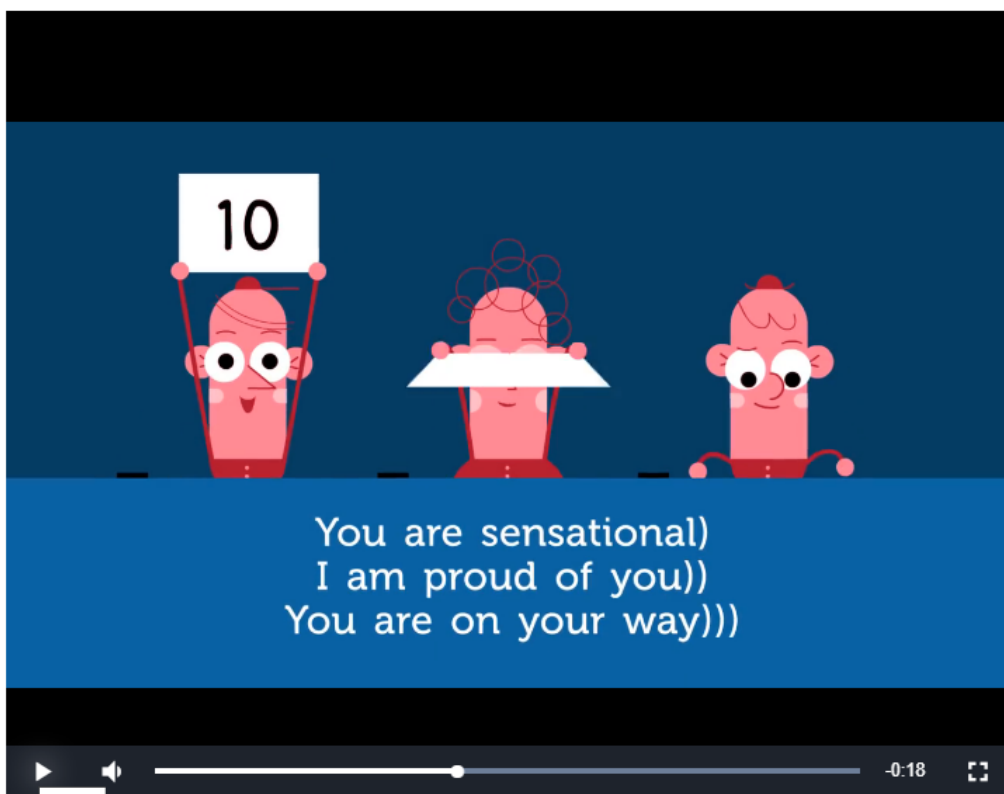 10
You are sensational)
I am proud of you))
You are on your way)))
-0:18